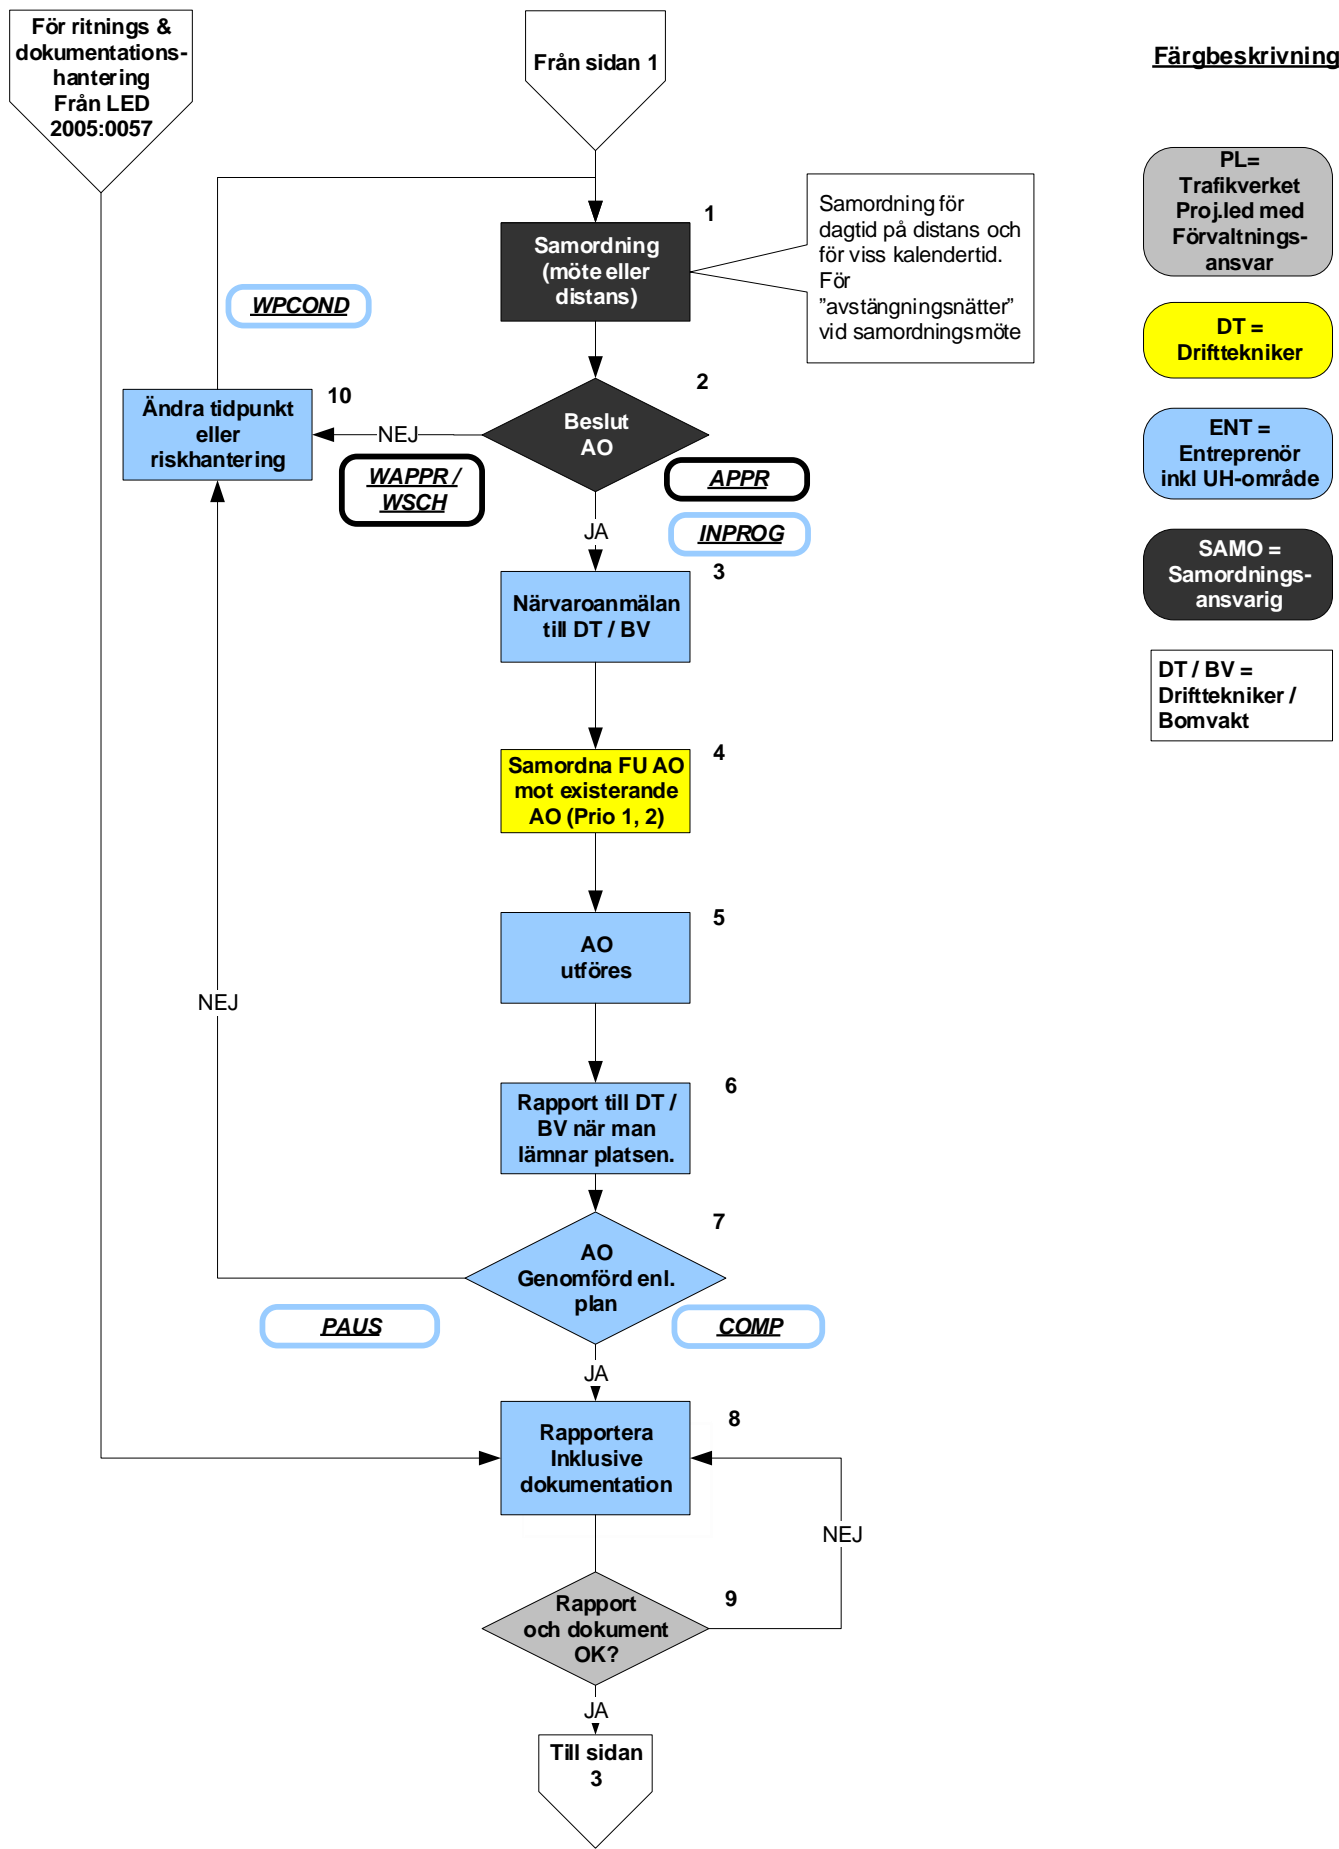 För ritnings &
dokumentations-
hantering
Från LED
2005:0057
Från sidan 1
Färgbeskrivning
PL=
Trafikverket
Proj.led med
Förvaltnings-
ansvar
DT =
Drifttekniker
ENT =
Entreprenör
inkl UH-område
SAMO =
Samordnings-
ansvarig
DT / BV =
Drifttekniker /
Bomvakt
1
Samordning
(möte eller
distans)
Samordning för
dagtid på distans och
för viss kalendertid.
För
”avstängningsnätter”
vid samordningsmöte
WPCOND
10
Ändra tidpunkt
eller
riskhantering
NEJ
2
Beslut
AO
WAPPR /
WSCH
APPR
JA
INPROG
3
Närvaroanmälan
till DT / BV
4
Samordna FU AO
mot existerande
AO (Prio 1, 2)
5
AO
utföres
NEJ
6
Rapport till DT /
BV när man
lämnar platsen.
7
AO
Genomförd enl.
plan
PAUS
COMP
JA
8
Rapportera
Inklusive
dokumentation
NEJ
9
Rapport
och dokument
OK?
JA
Till sidan
3